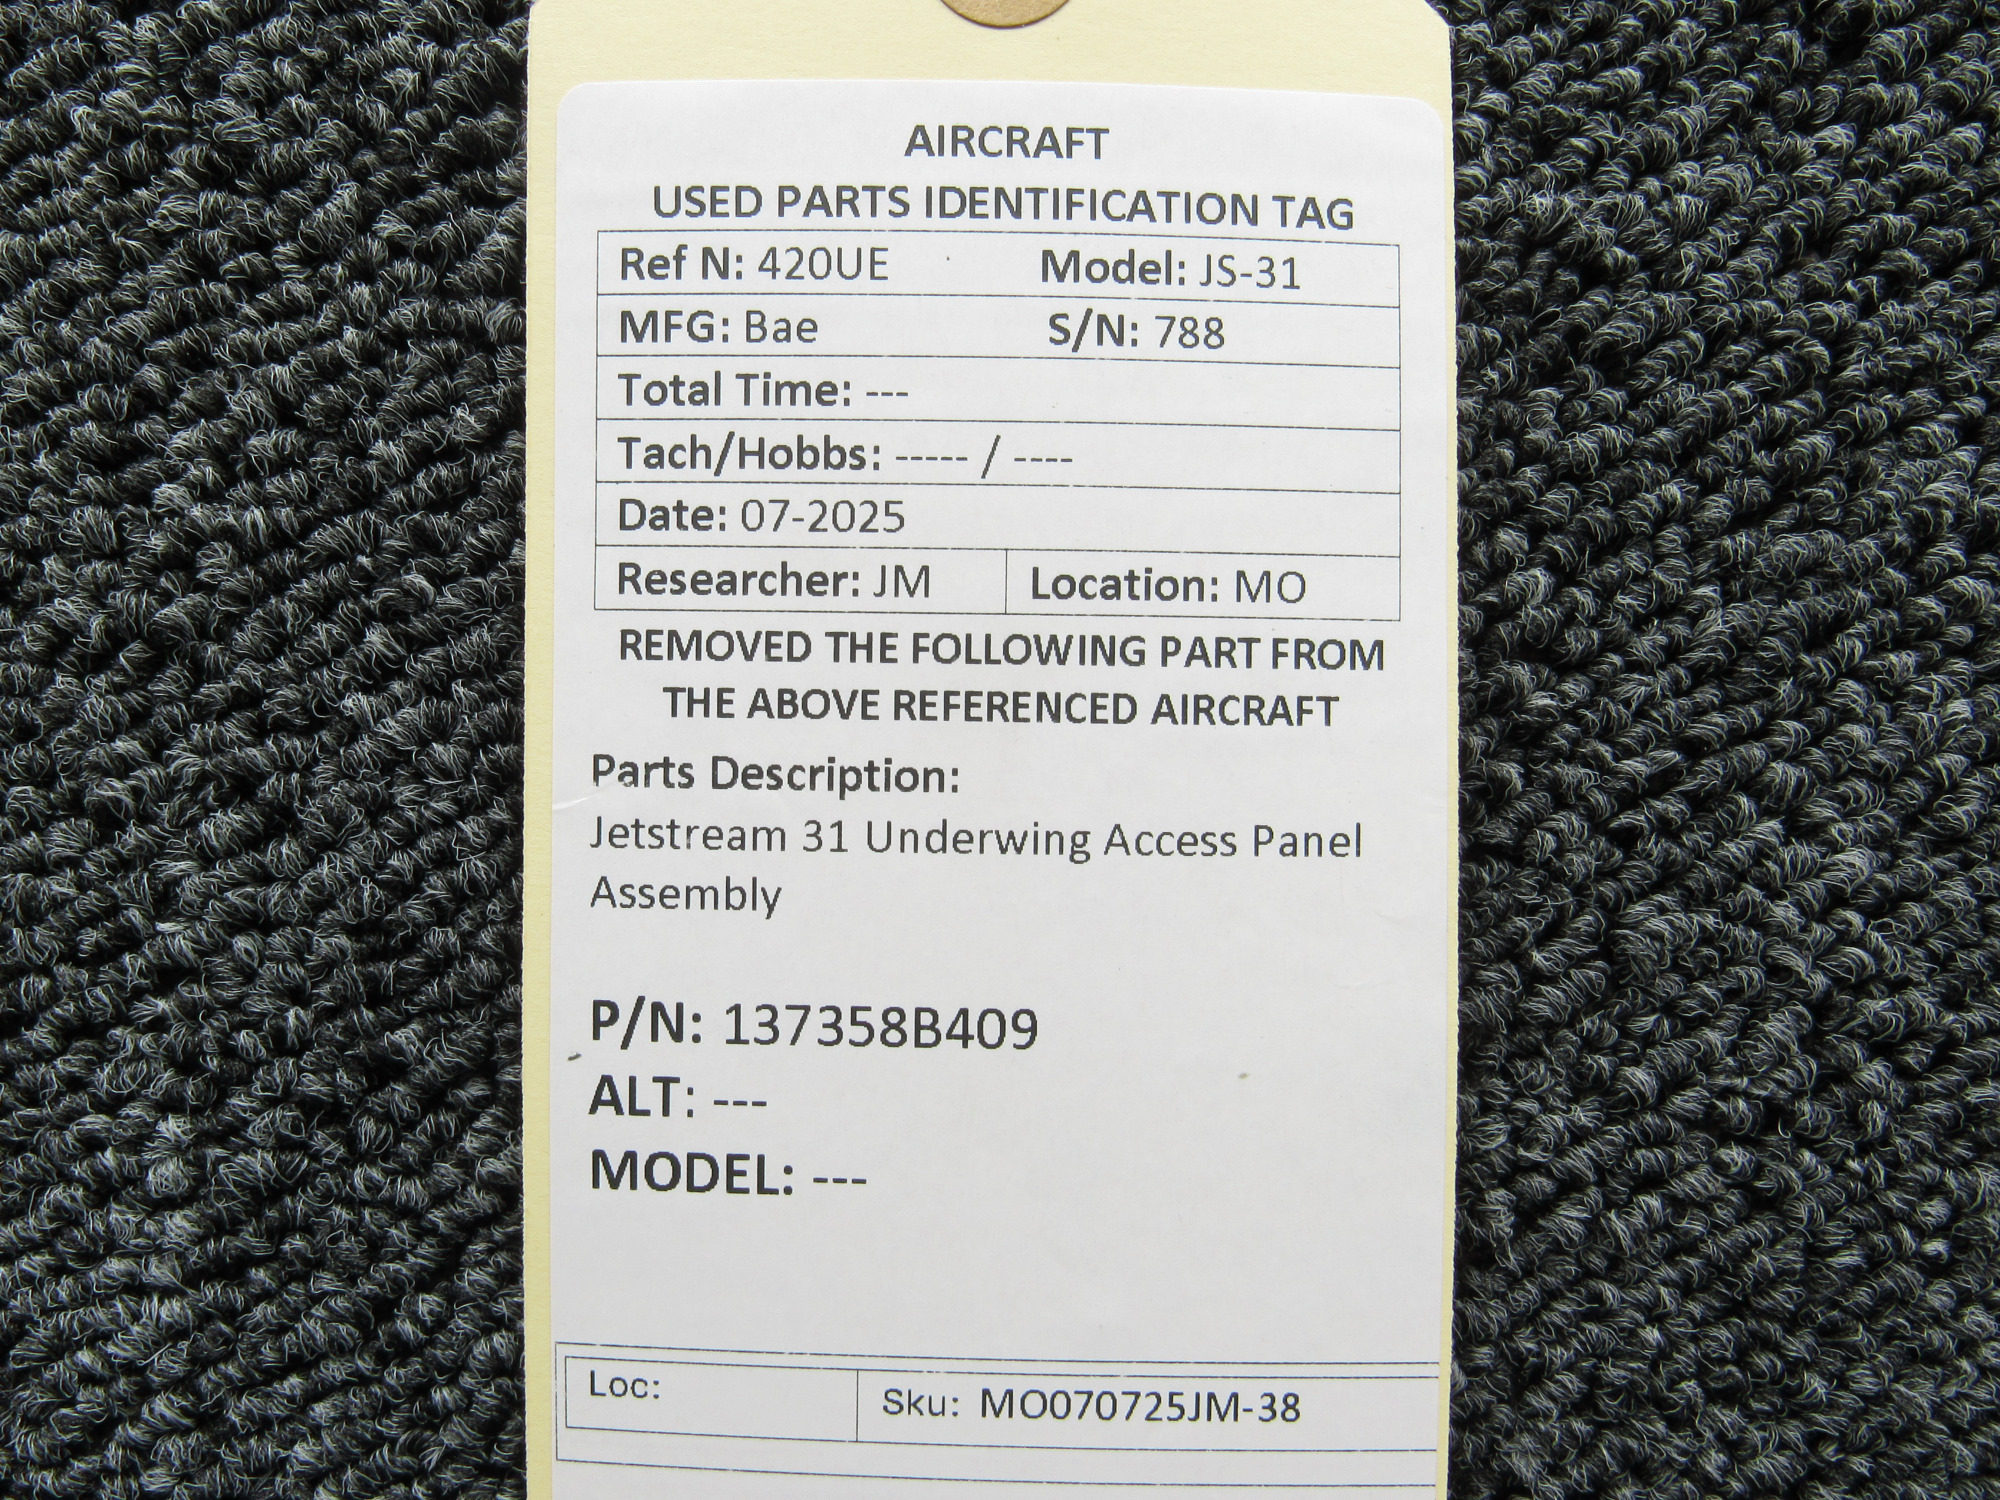 AIRCRAFT
USED PARTS IDENTIFICATION TAG
Ref N: 420UE Model: JS-31
MFG: Bae S/N: 788
Total Time: ---
Tach/Hobbs: ----- / ----
Date: 07-2025
Researcher: JM Location: MO
REMOVED THE FOLLOWING PART FROM
THE ABOVE REFERENCED AIRCRAFT
Parts Description:
Jetstream 31 Underwing Access Panel
Assembly
P/N: 137358B409
ALT: ---
MODEL: ---
Loc: Sku: MO070725JM-38